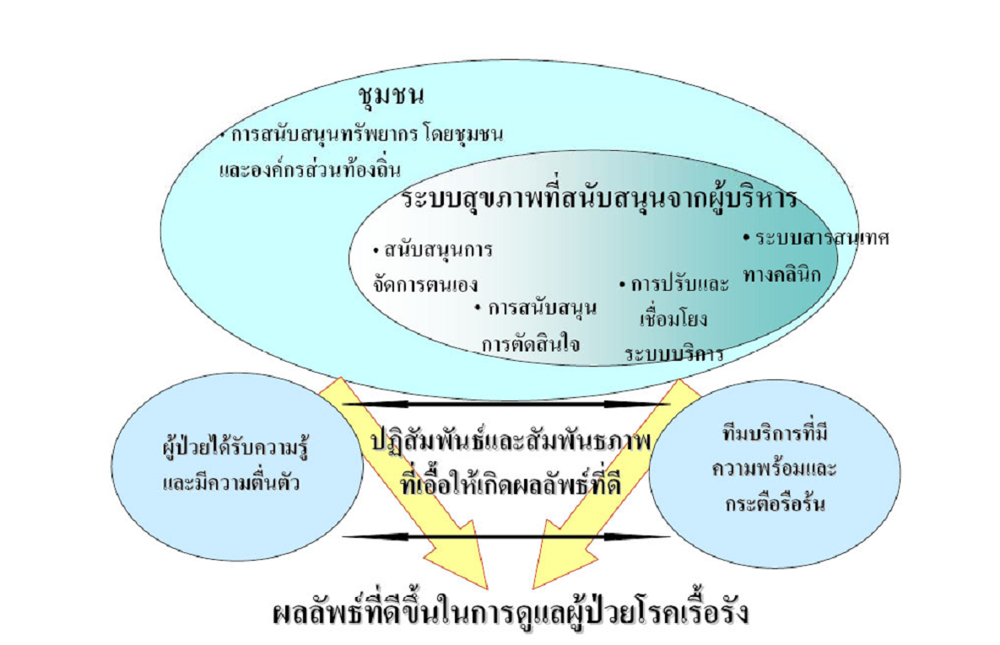 ชุมชน
• การสนับสนุนทรัพยากร โดยชุมชน
และองค์กรส่วนท้องถิ่น
ระบบสุขภาพที่สนับสนุนจากผู้บริหาร
• สนับสนุนการ
จัดการตนเอง
• การสนับสนุน
การตัดสินใจ
• การปรับและ
เชื่อมโยง
ระบบบริการ
• ระบบสารสนเทศ
ทางคลินิก
ผู้ป่วยได้รับความรู้
และมีความตื่นตัว
ปฏิสัมพันธ์และสัมพันธภาพ
ที่เอื้อให้เกิดผลลัพธ์ที่ดี
ทีมบริการที่มี
ความพร้อมและ
กระตือรือร้น
ผลลัพธ์ที่ดีขึ้นในการดูแลผู้ป่วยโรคเรื้อรัง